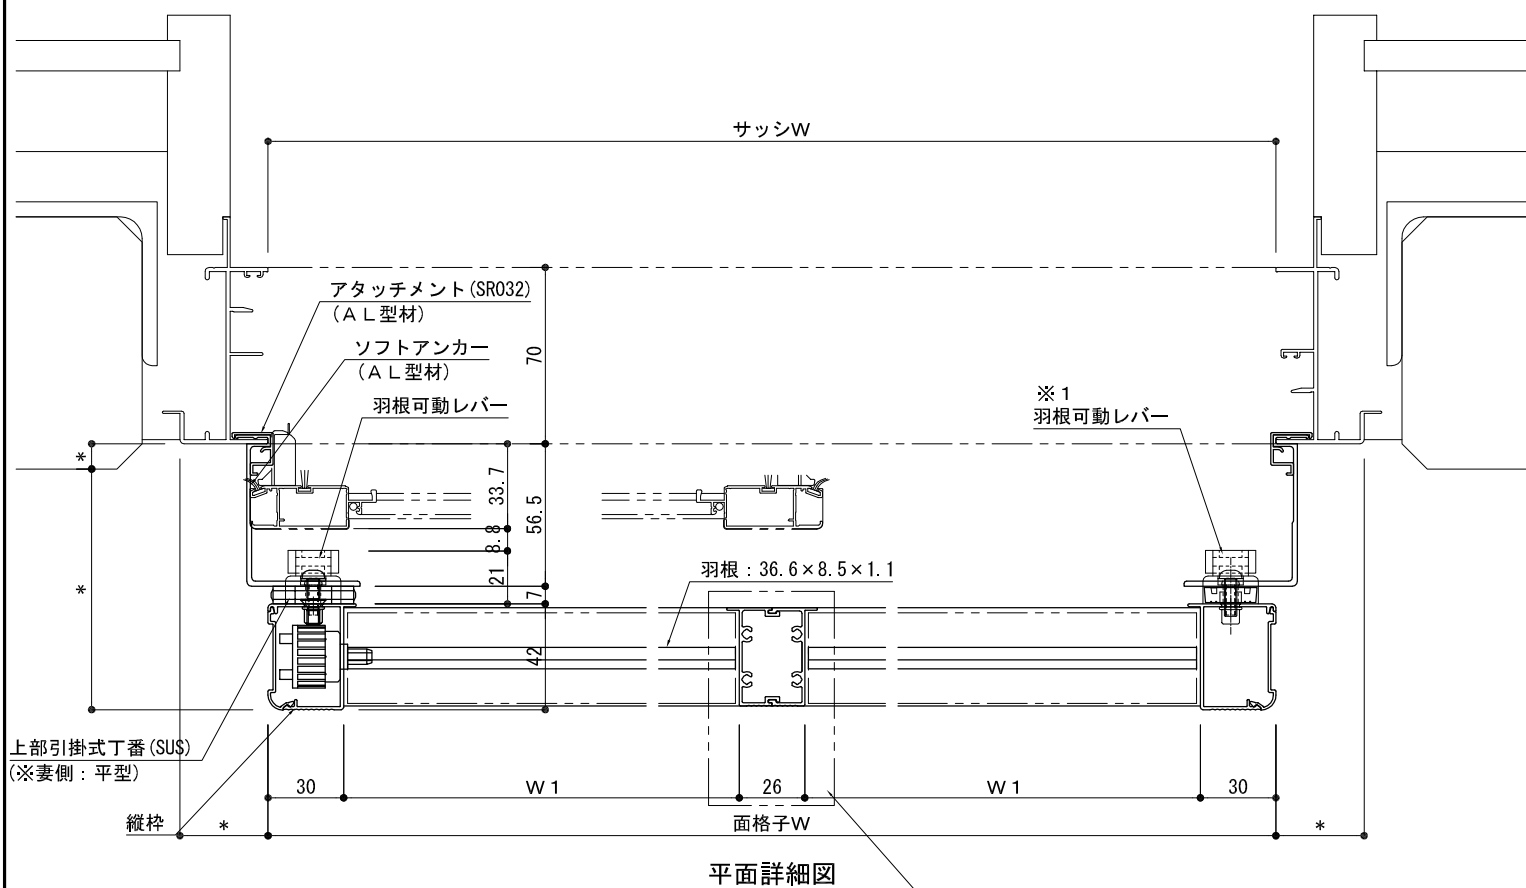 サッシW
アタッチメント(SR032)
(AL型材)
ソフトアンカー
(AL型材)
羽根可動レバー
70
※1
羽根可動レバー
*
33.7
56.5
8.8
21
7
*
羽根：36.6×8.5×1.1
42
上部引掛式丁番(SUS)
(※妻側：平型)
30
W1
26
W1
30
縦枠
*
面格子W
*
平面詳細図